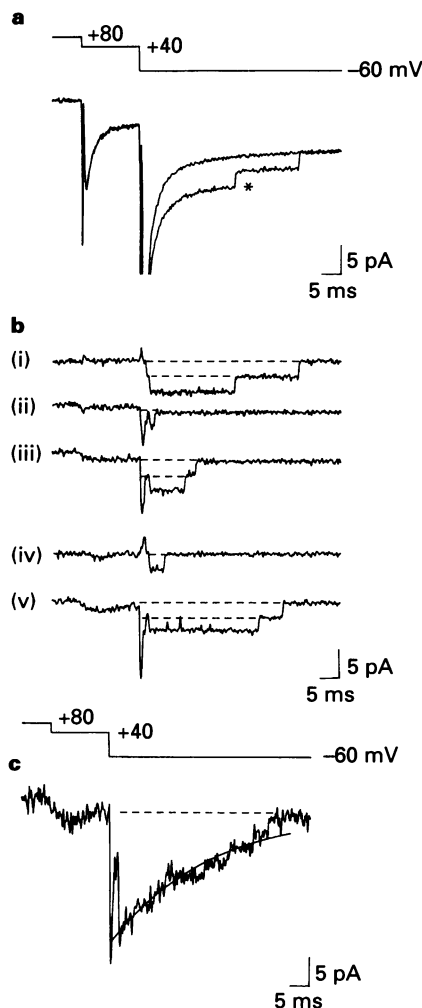 a
+80
+40
–60 mV
*
5 pA
5 ms
b
(i)
(ii)
(iii)
(iv)
(v)
5 pA
5 ms
+80
+40
–60 mV
c
5 pA
5 ms